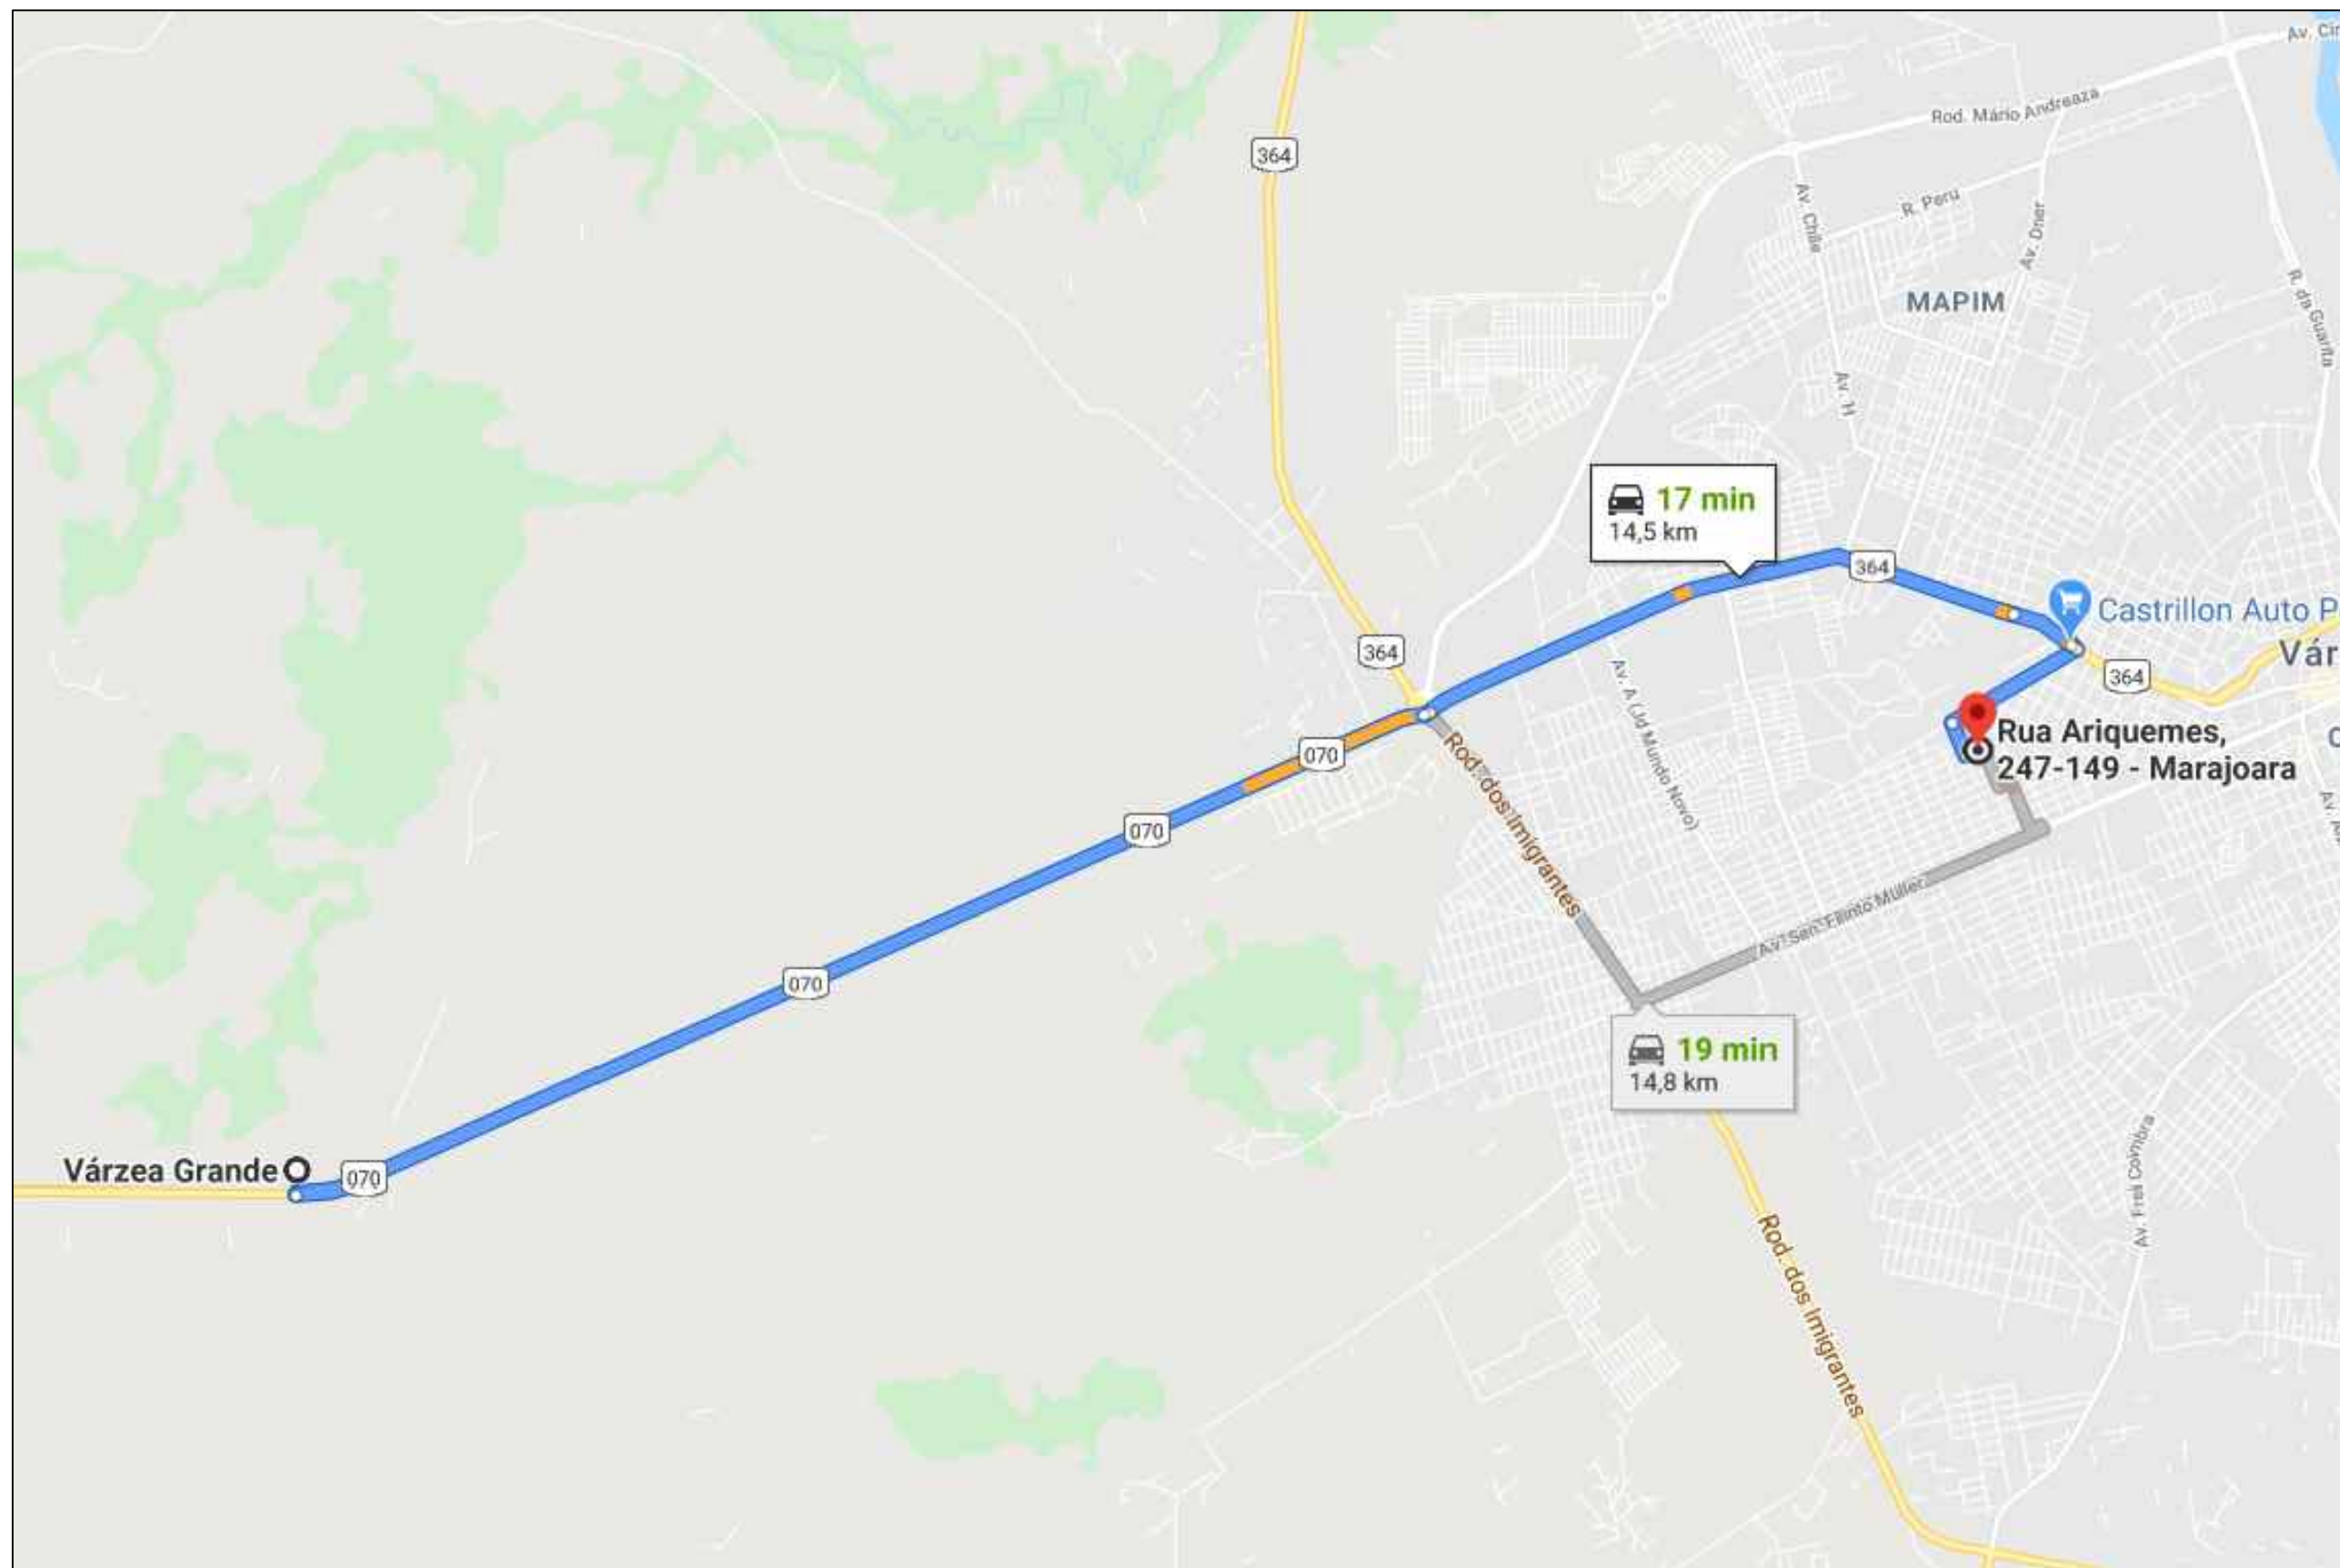 Av. Cir
Rod. Mário Andreaza
364
Av. Chile
R. Peru
Av. Dner
R. da Guarita
MAPIM
Av. H
17 min
14,5 km
364
Castrillon Auto P
364
Vár
364
Av. A (Jd Mundo Novo)
Rua Ariquemes,
247-149 - Marajoara
C
070
Rod. dos Imigrantes
070
Av. Sen. Filinto Müller
070
19 min
14,8 km
Várzea Grande
070
Av. Frei Coimbra
Rod. dos Imigrantes